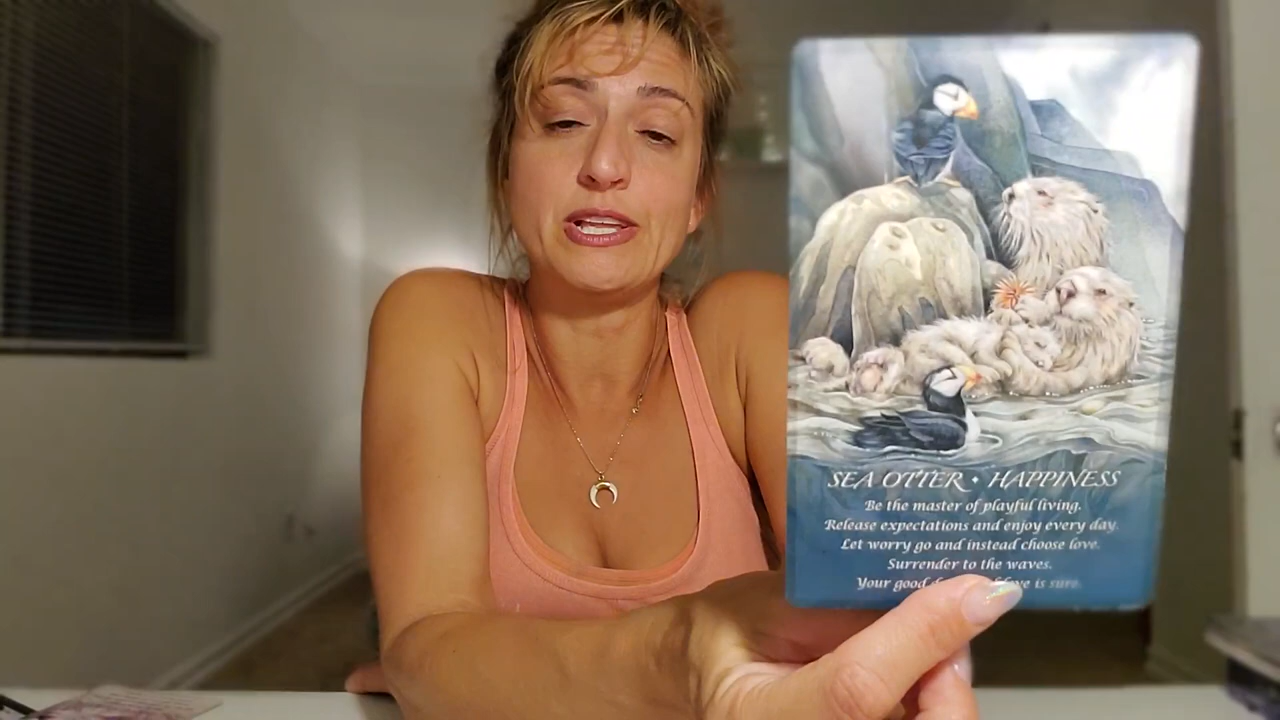 SEA OTTER • HAPPINESS
Be the master of playful living.
Release expectations and enjoy every day.
Let worry go and instead choose love.
Surrender to the waves.
Your good is sure.